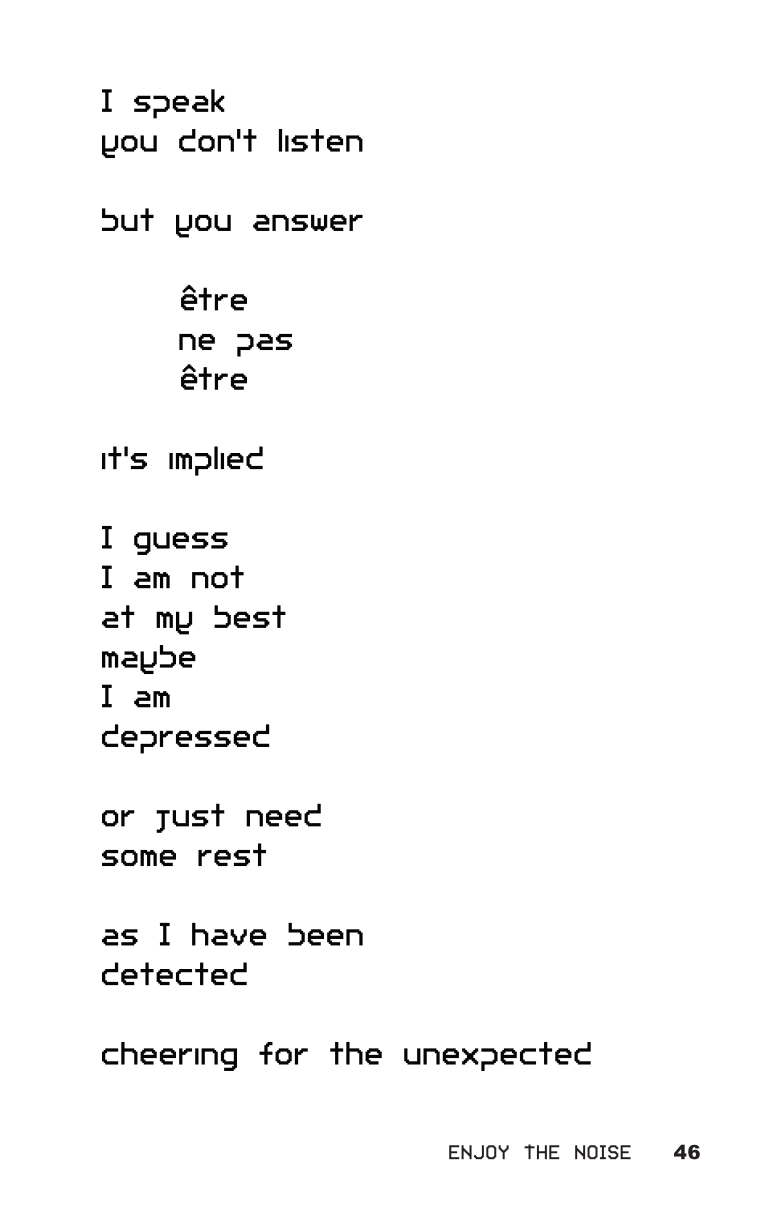 I speak
you don't listen
but you answer
être
ne pas
être
it's implied
I guess
I am not
at my best
maybe
I am
depressed
or just need
some rest
as I have been
detected
cheering for the unexpected
ENJOY THE NOISE 46